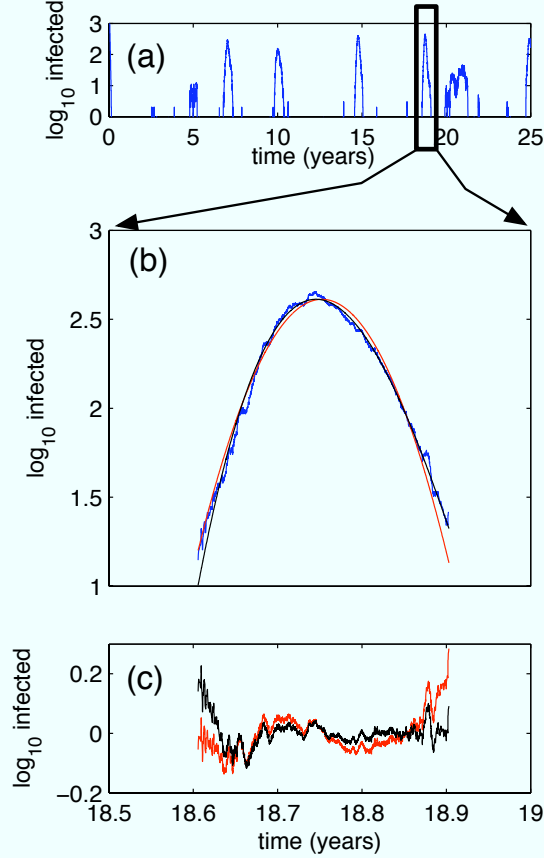 (a)
log10 infected
3
2
1
0
0 5 10 15 20 25
time (years)
(b)
log10 infected
3
2.5
2
1.5
1
(c)
log10 infected
0.2
0
−0.2
18.5 18.6 18.7 18.8 18.9 19
time (years)